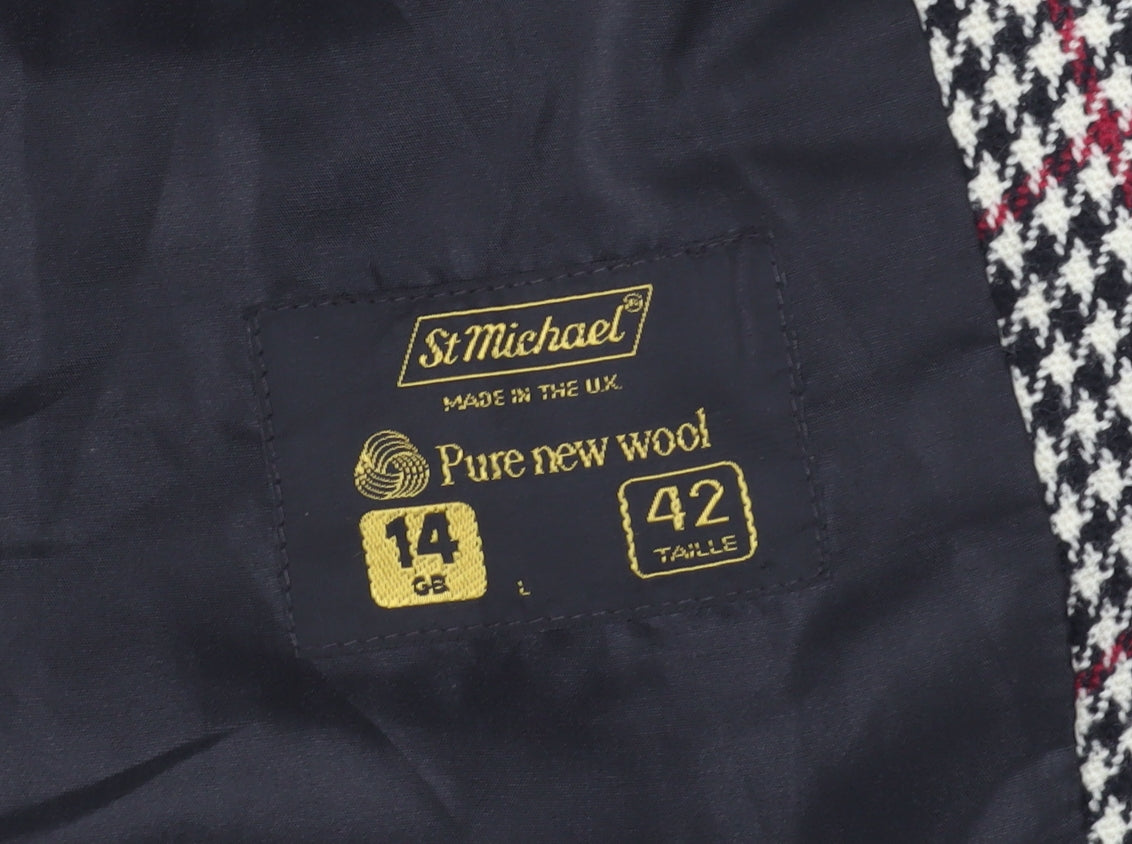 St Michael®
MADE IN THE U.K.
Pure new wool
14
GB
L
42
TAILLE